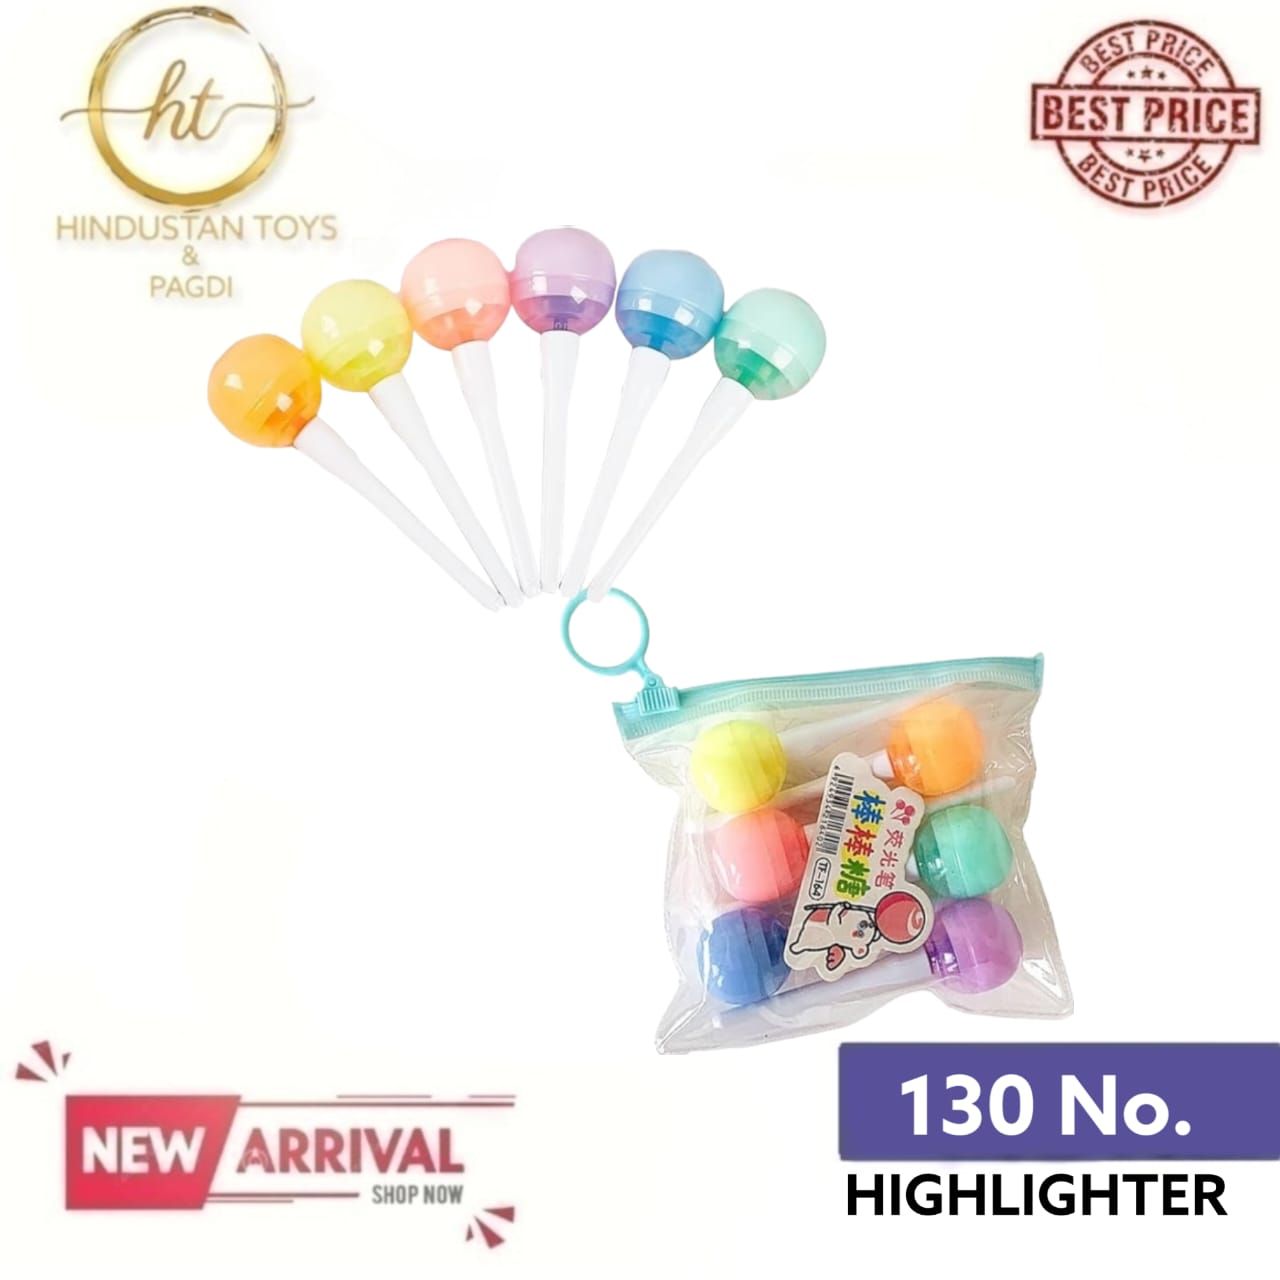 ht
HINDUSTAN TOYS
&
PAGDI
BEST PRICE
BEST PRICE
BEST PRICE
荧光笔
棒棒糖
TF-164
130 No.
HIGHLIGHTER
NEW ARRIVAL
SHOP NOW